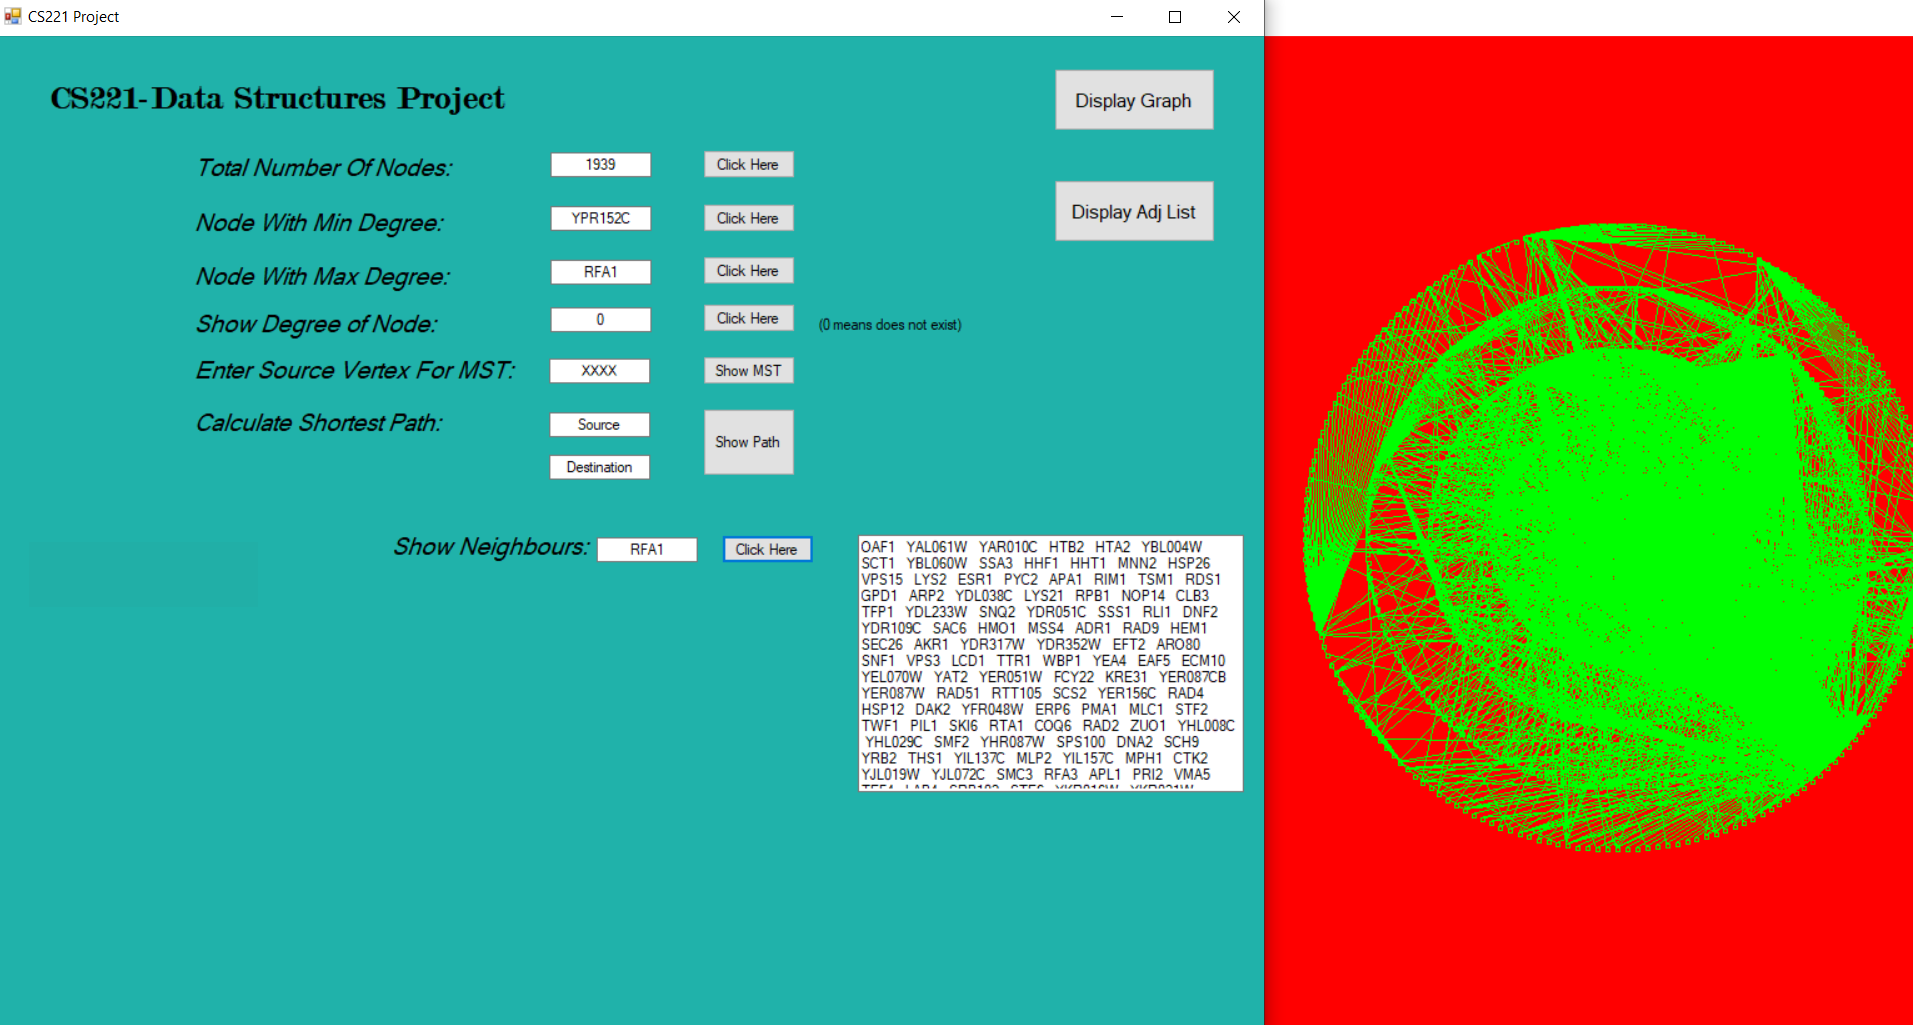 CS221 Project
CS221-Data Structures Project
Display Graph
Total Number Of Nodes: 1939 Click Here
Node With Min Degree: YPR152C Click Here
Display Adj List
Node With Max Degree: RFA1 Click Here
Show Degree of Node: 0 Click Here (0 means does not exist)
Enter Source Vertex For MST: XXXX Show MST
Calculate Shortest Path: Source
Show Path
Destination
Show Neighbours: RFA1 Click Here
OAF1 YAL061W YAR010C HTB2 HTA2 YBL004W
SCT1 YBL060W SSA3 HHF1 HHT1 MNN2 HSP26
VPS15 LYS2 ESR1 PYC2 APA1 RIM1 TSM1 RDS1
GPD1 ARP2 YDL038C LYS21 RPB1 NOP14 CLB3
TFP1 YDL233W SNQ2 YDR051C SSS1 RLI1 DNF2
YDR109C SAC6 HMO1 MSS4 ADR1 RAD9 HEM1
SEC26 AKR1 YDR317W YDR352W EFT2 ARO80
SNF1 VPS3 LCD1 TTR1 WBP1 YEA4 EAF5 ECM10
YEL070W YAT2 YER051W FCY22 KRE31 YER087CB
YER087W RAD51 RTT105 SCS2 YER156C RAD4
HSP12 DAK2 YFR048W ERP6 PMA1 MLC1 STF2
TWF1 PIL1 SKI6 RTA1 COQ6 RAD2 ZUO1 YHL008C
YHL029C SMF2 YHR087W SPS100 DNA2 SCH9
YRB2 THS1 YIL137C MLP2 YIL157C MPH1 CTK2
YJL019W YJL072C SMC3 RFA3 APL1 PRI2 VMA5